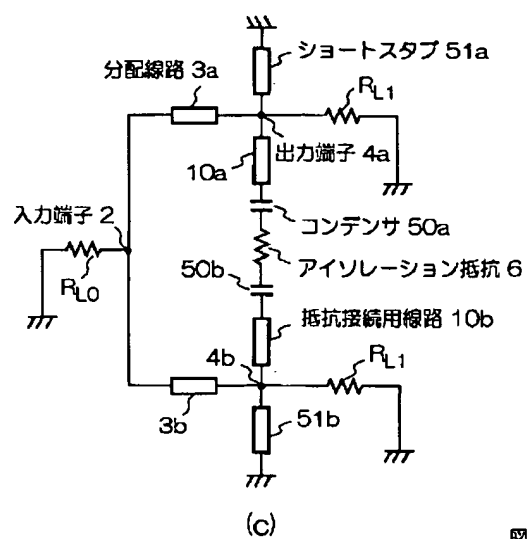 ショートスタブ 51a
分配線路 3a
RL1
出力端子 4a
10a
入力端子 2
コンデンサ 50a
RL0
50b
アイソレーション抵抗 6
抵抗接続用線路 10b
4b
RL1
3b
51b
(c)
図